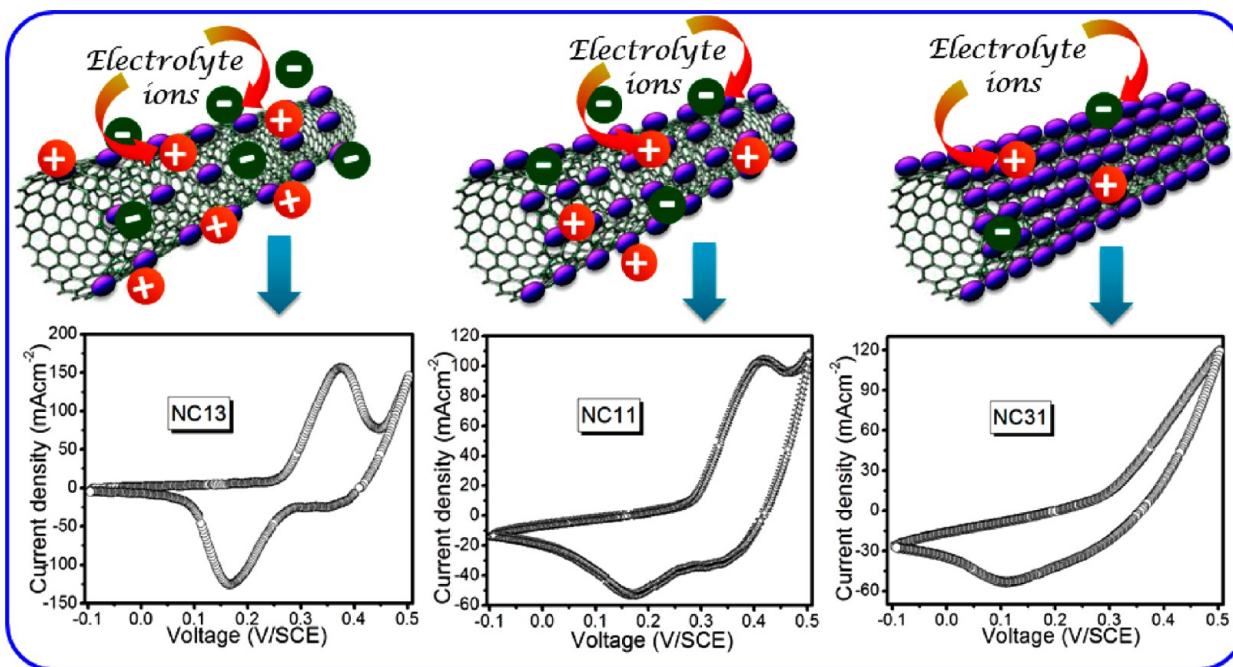 Electrolyte
ions
Electrolyte
ions
Electrolyte
ions
NC13
Current density (mAcm⁻²)
200
150
100
50
0
-50
-100
-150
-0.1 0.0 0.1 0.2 0.3 0.4 0.5
Voltage (V/SCE)
NC11
Current density (mAcm⁻²)
120
100
80
60
40
20
0
-20
-40
-60
-0.1 0.0 0.1 0.2 0.3 0.4 0.5
Voltage (V/SCE)
NC31
Current density (mAcm⁻²)
120
90
60
30
0
-30
-60
-0.1 0.0 0.1 0.2 0.3 0.4 0.5
Voltage (V/SCE)